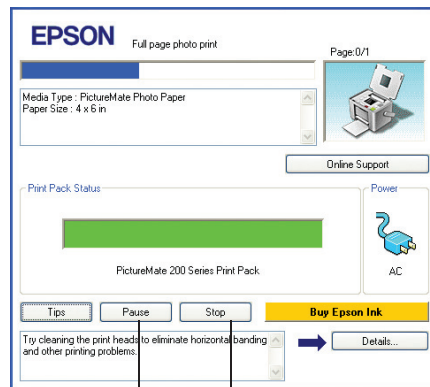 EPSON
Full page photo print
Page:0/1
Media Type : PictureMate Photo Paper
Paper Size : 4 x 6 in
Online Support
Print Pack Status
Power
PictureMate 200 Series Print Pack
AC
Tips
Pause
Stop
Buy Epson Ink
Try cleaning the print heads to eliminate horizontal banding
and other printing problems.
Details...